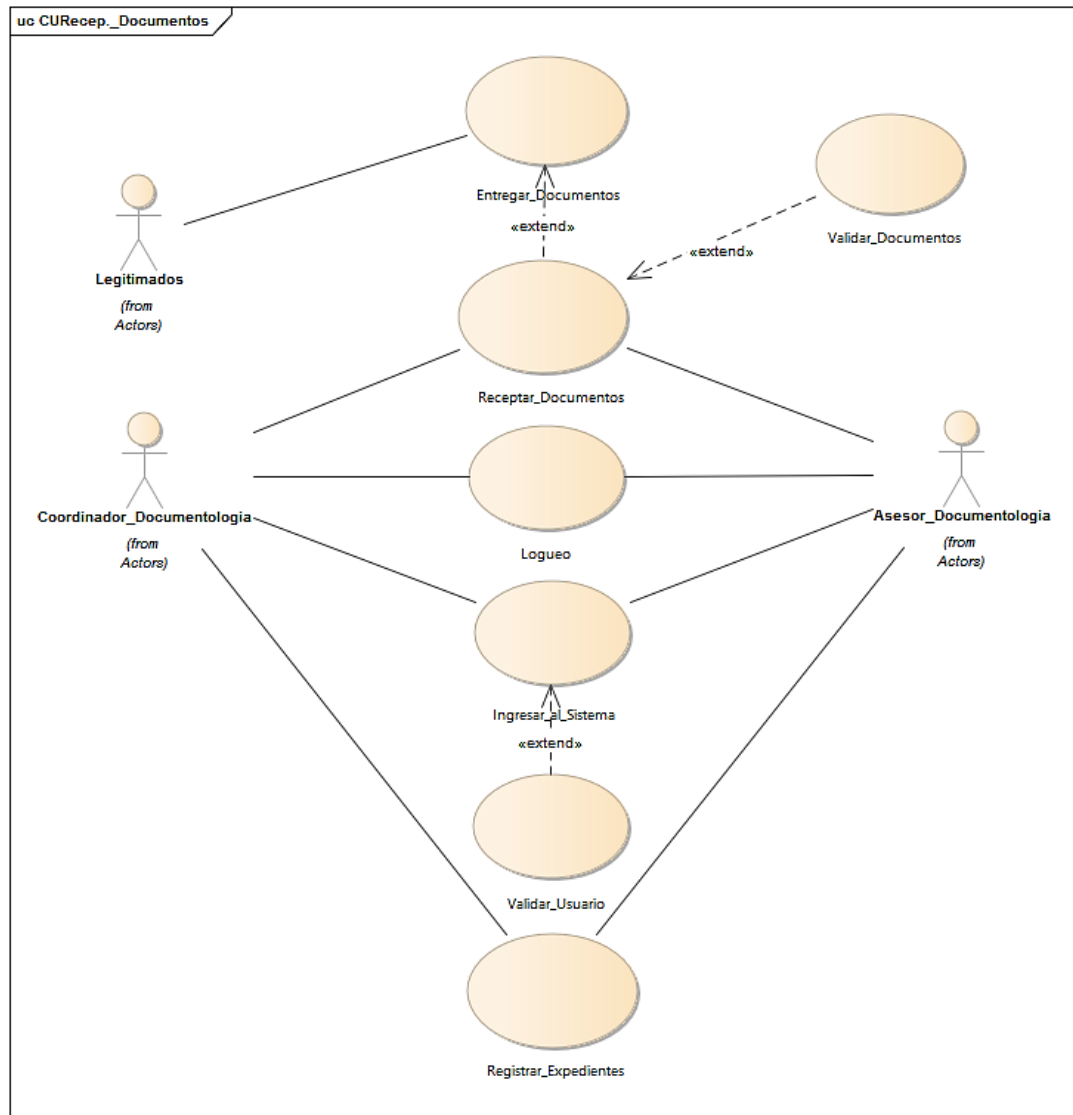 uc CURecep._Documentos
Entregar_Documentos
«extend»
Validar_Documentos
«extend»
Legitimados
(from
Actors)
Receptar_Documentos
Coordinador_Documentologia
(from
Actors)
Asesor_Documentologia
(from
Actors)
Logueo
Ingresar_al_Sistema
«extend»
Validar_Usuario
Registrar_Expedientes